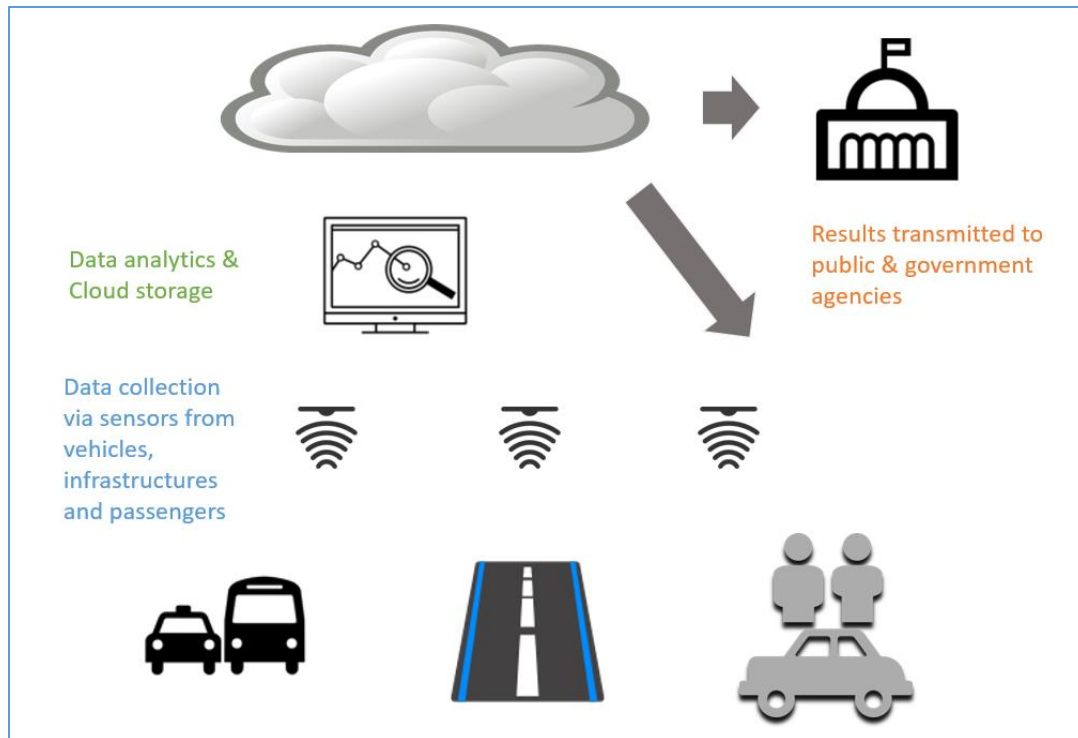 Data analytics &
Cloud storage
Results transmitted to
public & government
agencies
Data collection
via sensors from
vehicles,
infrastructures
and passengers